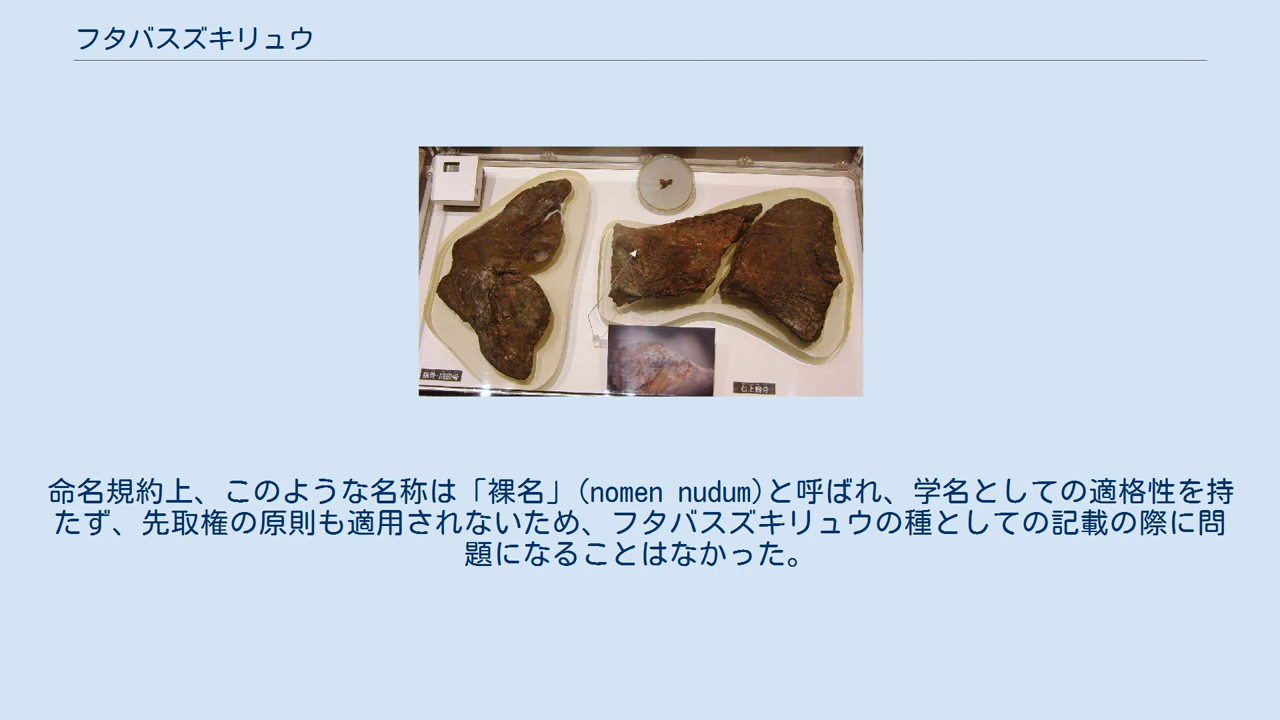 フタバスズキリュウ
右上腕骨
命名規約上、このような名称は「裸名」(nomen nudum)と呼ばれ、学名としての適格性を持
たず、先取権の原則も適用されないため、フタバスズキリュウの種としての記載の際に問
題になることはなかった。